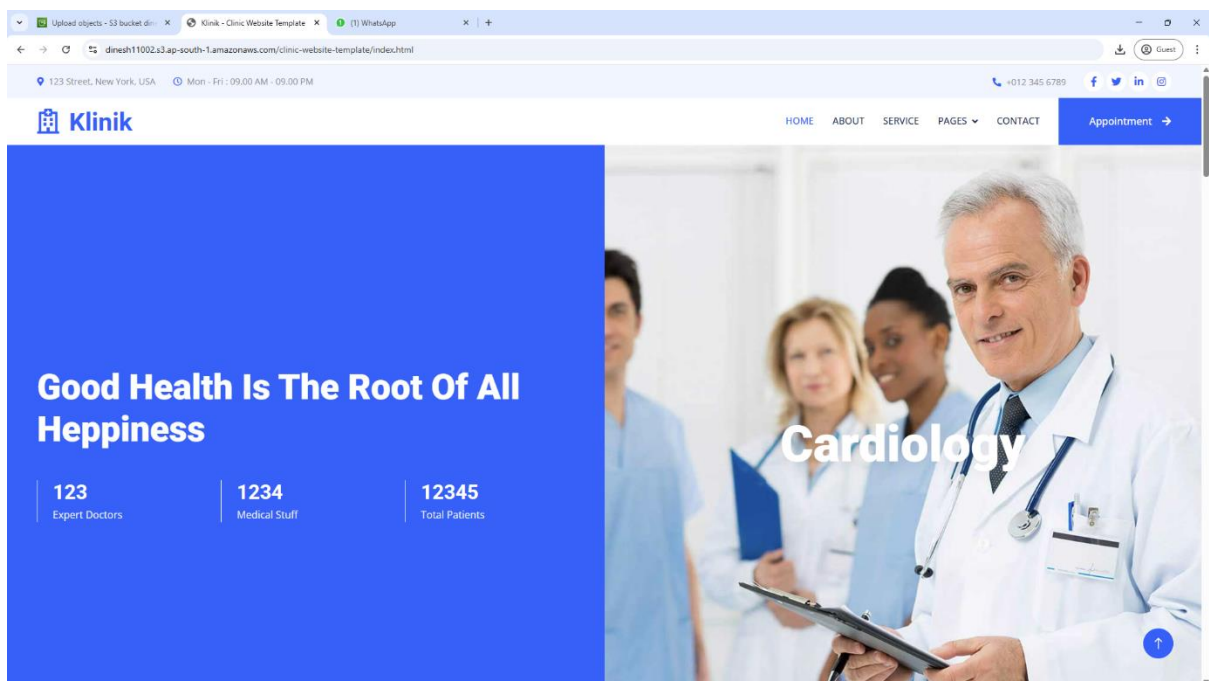 Upload objects - S3 bucket din
Klinik - Clinic Website Template
(1) WhatsApp
dinesh11002.s3.ap-south-1.amazonaws.com/clinic-website-template/index.html
Guest
123 Street, New York, USA
Mon - Fri : 09.00 AM - 09.00 PM
+012 345 6789
Klinik
HOME ABOUT SERVICE PAGES CONTACT
Appointment
Good Health Is The Root Of All
Heppiness
123
Expert Doctors
1234
Medical Stuff
12345
Total Patients
Cardiology